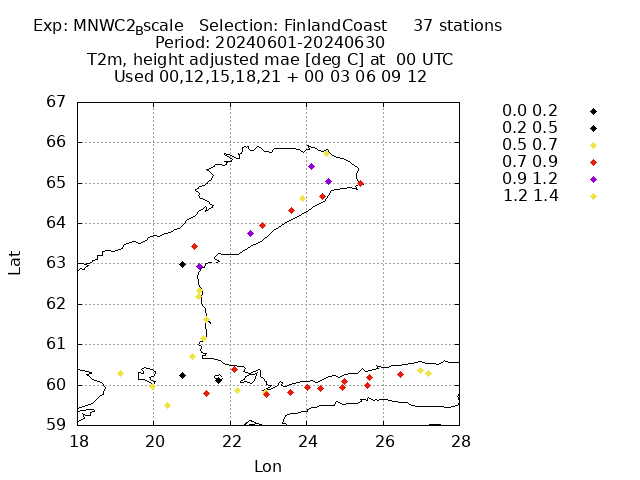 Exp: MNWC2Bscale   Selection: FinlandCoast     37 stations
Period: 20240601-20240630
T2m, height adjusted mae [deg C] at  00 UTC
Used 00,12,15,18,21 + 00 03 06 09 12
67
66
65
64
63
62
61
60
59
Lat
18 20 22 24 26 28
Lon
0.0 0.2
0.2 0.5
0.5 0.7
0.7 0.9
0.9 1.2
1.2 1.4